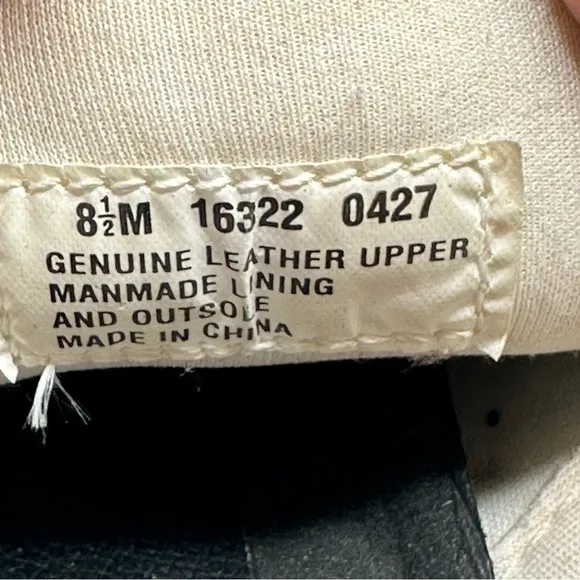 8½M 16322 0427
GENUINE LEATHER UPPER
MANMADE LINING
AND OUTSOLE
MADE IN CHINA